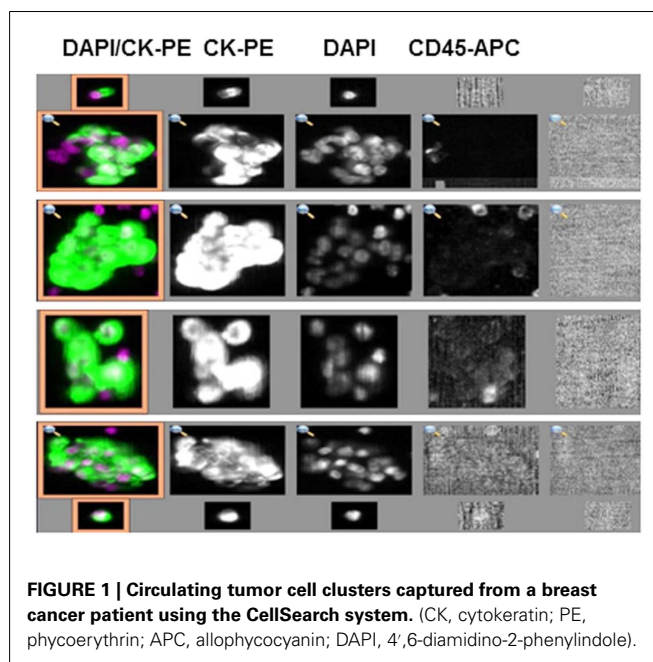 DAPI/CK-PE CK-PE DAPI CD45-APC
FIGURE 1 | Circulating tumor cell clusters captured from a breast
cancer patient using the CellSearch system. (CK, cytokeratin; PE,
phycoerythrin; APC, allophycocyanin; DAPI, 4′,6-diamidino-2-phenylindole).